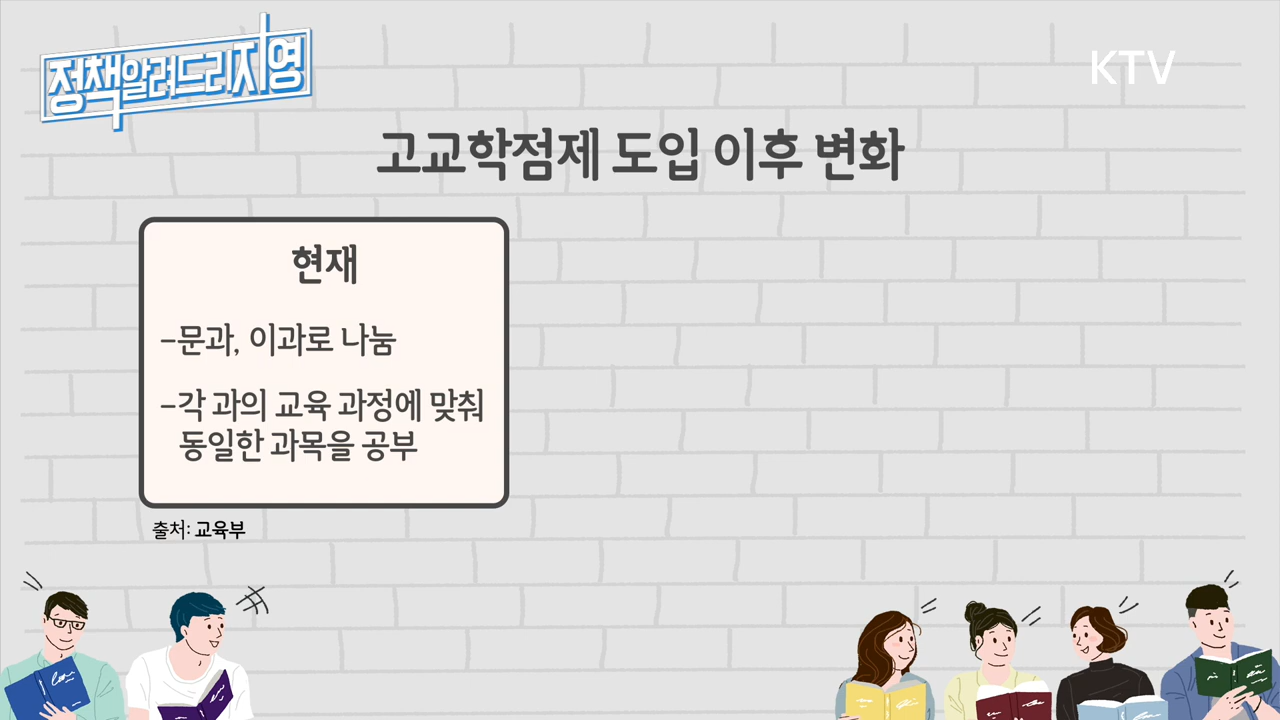 정책알려드리지영
KTV
고교학점제 도입 이후 변화
현재
-문과, 이과로 나눔
-각 과의 교육 과정에 맞춰
동일한 과목을 공부
출처: 교육부